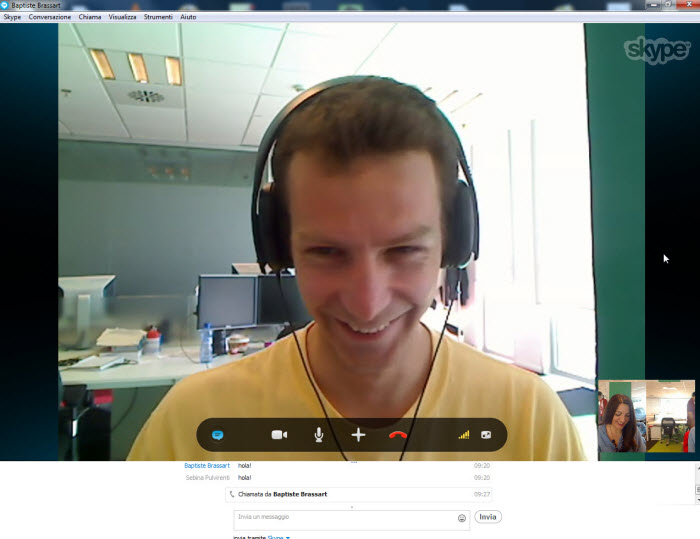 Baptiste Brassart
Skype Conversazione Chiama Visualizza Strumenti Aiuto
skype
Baptiste Brassart hola! 09:20
Sebina Pulvirenti hola! 09:20
Chiamata da Baptiste Brassart 09:27
Invia un messaggio Invia
invia tramite Skype